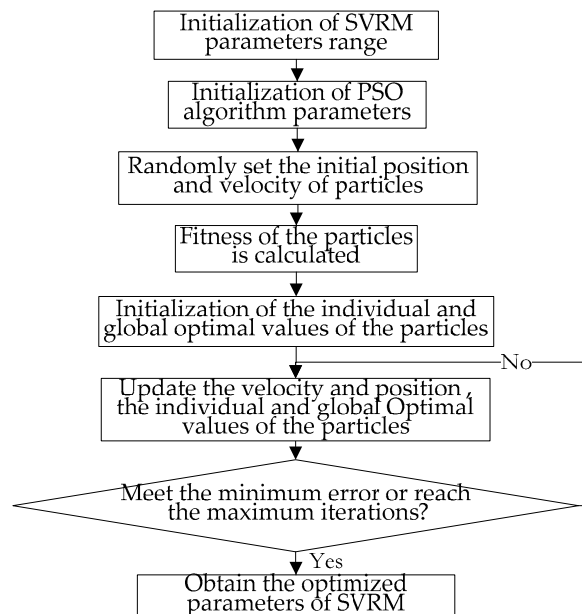 Initialization of SVRM
parameters range
Initialization of PSO
algorithm parameters
Randomly set the initial position
and velocity of particles
Fitness of the particles
is calculated
Initialization of the individual and
global optimal values of the particles
No
Update the velocity and position ,
the individual and global Optimal
values of the particles
Meet the minimum error or reach
the maximum iterations?
Yes
Obtain the optimized
parameters of SVRM